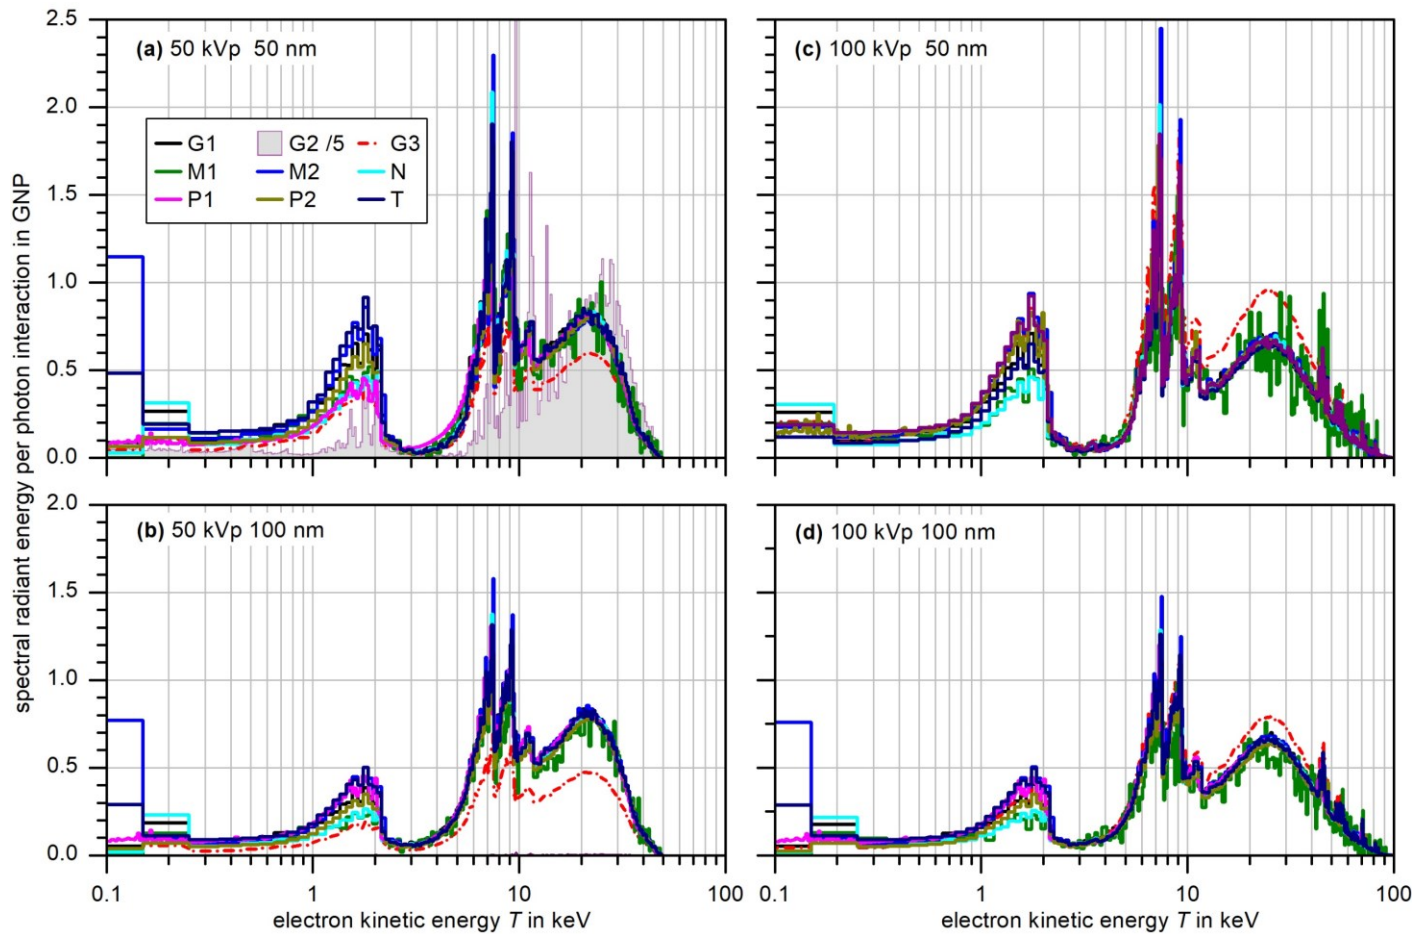 spectral radiant energy per photon interaction in GNP
2.5
2.0
1.5
1.0
0.5
0.0
(a) 50 kVp 50 nm
G1 G2 /5 G3
M1 M2 N
P1 P2 T
(c) 100 kVp 50 nm
2.0
1.5
1.0
0.5
0.0
(b) 50 kVp 100 nm
(d) 100 kVp 100 nm
0.1 1 10 100
0.1 1 10 100
electron kinetic energy T in keV
electron kinetic energy T in keV